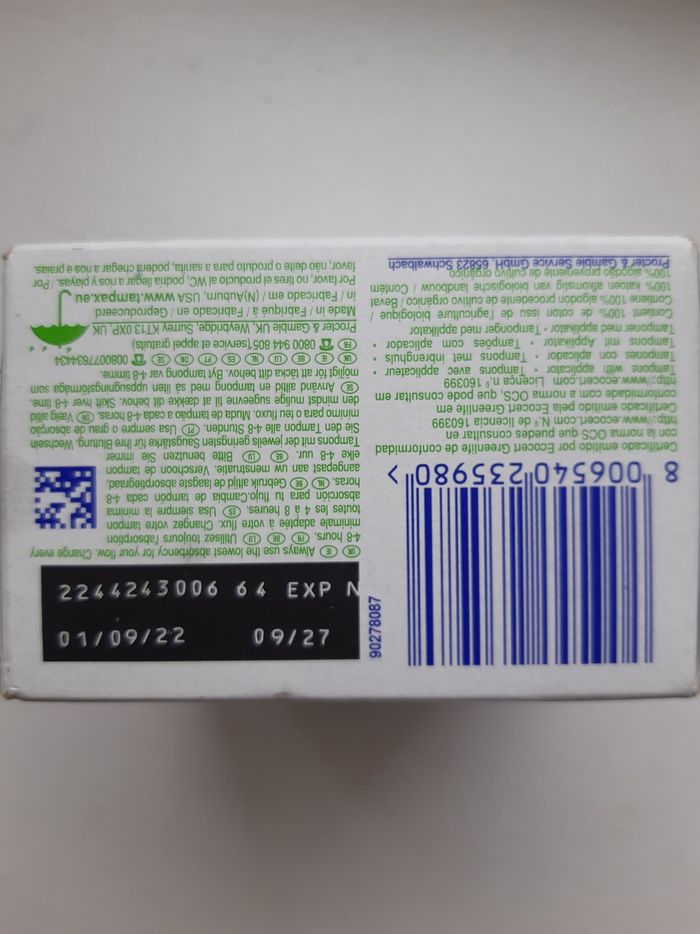 90278087
8 006540 235980 >
Certificado emitido por Ecocert Greenlife de conformidad
con la norma OCS que puedes consultar en
http://www.ecocert.com N.º de licencia 160399
Certificado emitido pela Ecocert Greenlife em
conformidade com a norma OCS, que pode consultar em
http://www.ecocert.com. Licença n.º 160399
Tampons with applicator • Tampons avec applicateur •
Tampones con aplicador • Tampons met inbrenghuls •
Tampons mit Applikator • Tampões com aplicador •
Tamponer med applikator • Tamponger med applikator
Contient 100% de coton issu de l'agriculture biologique /
Contiene 100% algodón procedente de cultivo orgánico / Bevat
100% katoen afkomstig van biologische landbouw / Contém
100% algodão proveniente de cultivo orgânico
Procter & Gamble Service GmbH, 65823 Schwalbach
2244243006 64 EXP N
01/09/22 09/27
UK IE Always use the lowest absorbency for your flow. Change every
4-8 hours. FR BE LU Utilisez toujours l'absorption
minimale adaptée à votre flux. Changez votre tampon
toutes les 4 à 8 heures. ES Usa siempre la mínima
absorción para tu flujo.Cambia de tampón cada 4-8
horas. NL BE Gebruik altijd de laagste absorptiegraad,
aangepast aan uw menstruatie. Verschoon de tampon
elke 4-8 uur. BE LU Bitte benutzen Sie immer
Tampons mit der jeweils geringsten Saugstärke für Ihre Blutung. Wechseln
Sie den Tampon alle 4-8 Stunden. PT Usa sempre o grau de absorção
mínimo para o teu fluxo. Muda de tampão a cada 4-8 horas. DK Vælg altid
den mindst mulige sugeevne til at dække dit behov. Skift hver 4-8 time.
SE Använd alltid en tampong med så liten uppsugningsförmåga som
möjligt för att täcka ditt behov. Byt tampong var 4-8 timme.
UK IE FR BE LU NL ES PT DK SE 0080077634434
FR 0800 944 605 (service et appel gratuits)
Procter & Gamble UK, Weybridge, Surrey KT13 0XP, UK
Made in / Fabriqué à / Fabricado en / Geproduceerd
in / Fabricado em / (N)Auburn, USA www.tampax.eu
Por favor, no tires el producto al WC, podría llegar a ríos y playas. / Por
favor, não deite o produto para a sanita, poderá chegar a rios e praias.